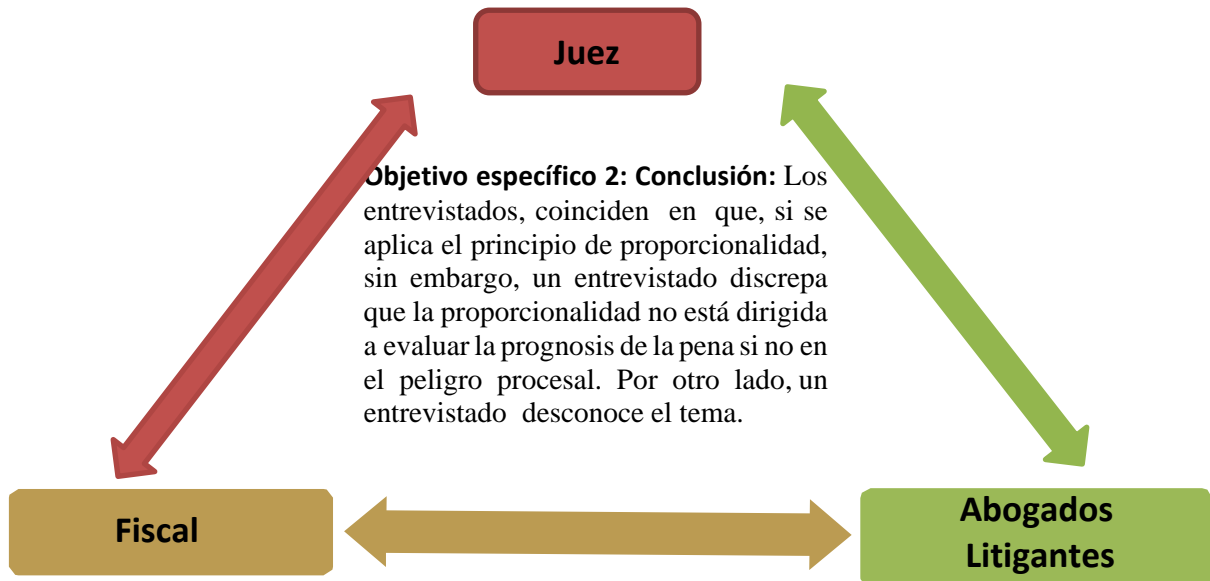 Juez
Objetivo específico 2: Conclusión: Los
entrevistados, coinciden en que, si se
aplica el principio de proporcionalidad,
sin embargo, un entrevistado discrepa
que la proporcionalidad no está dirigida
a evaluar la prognosis de la pena si no en
el peligro procesal. Por otro lado, un
entrevistado desconoce el tema.
Fiscal
Abogados
Litigantes